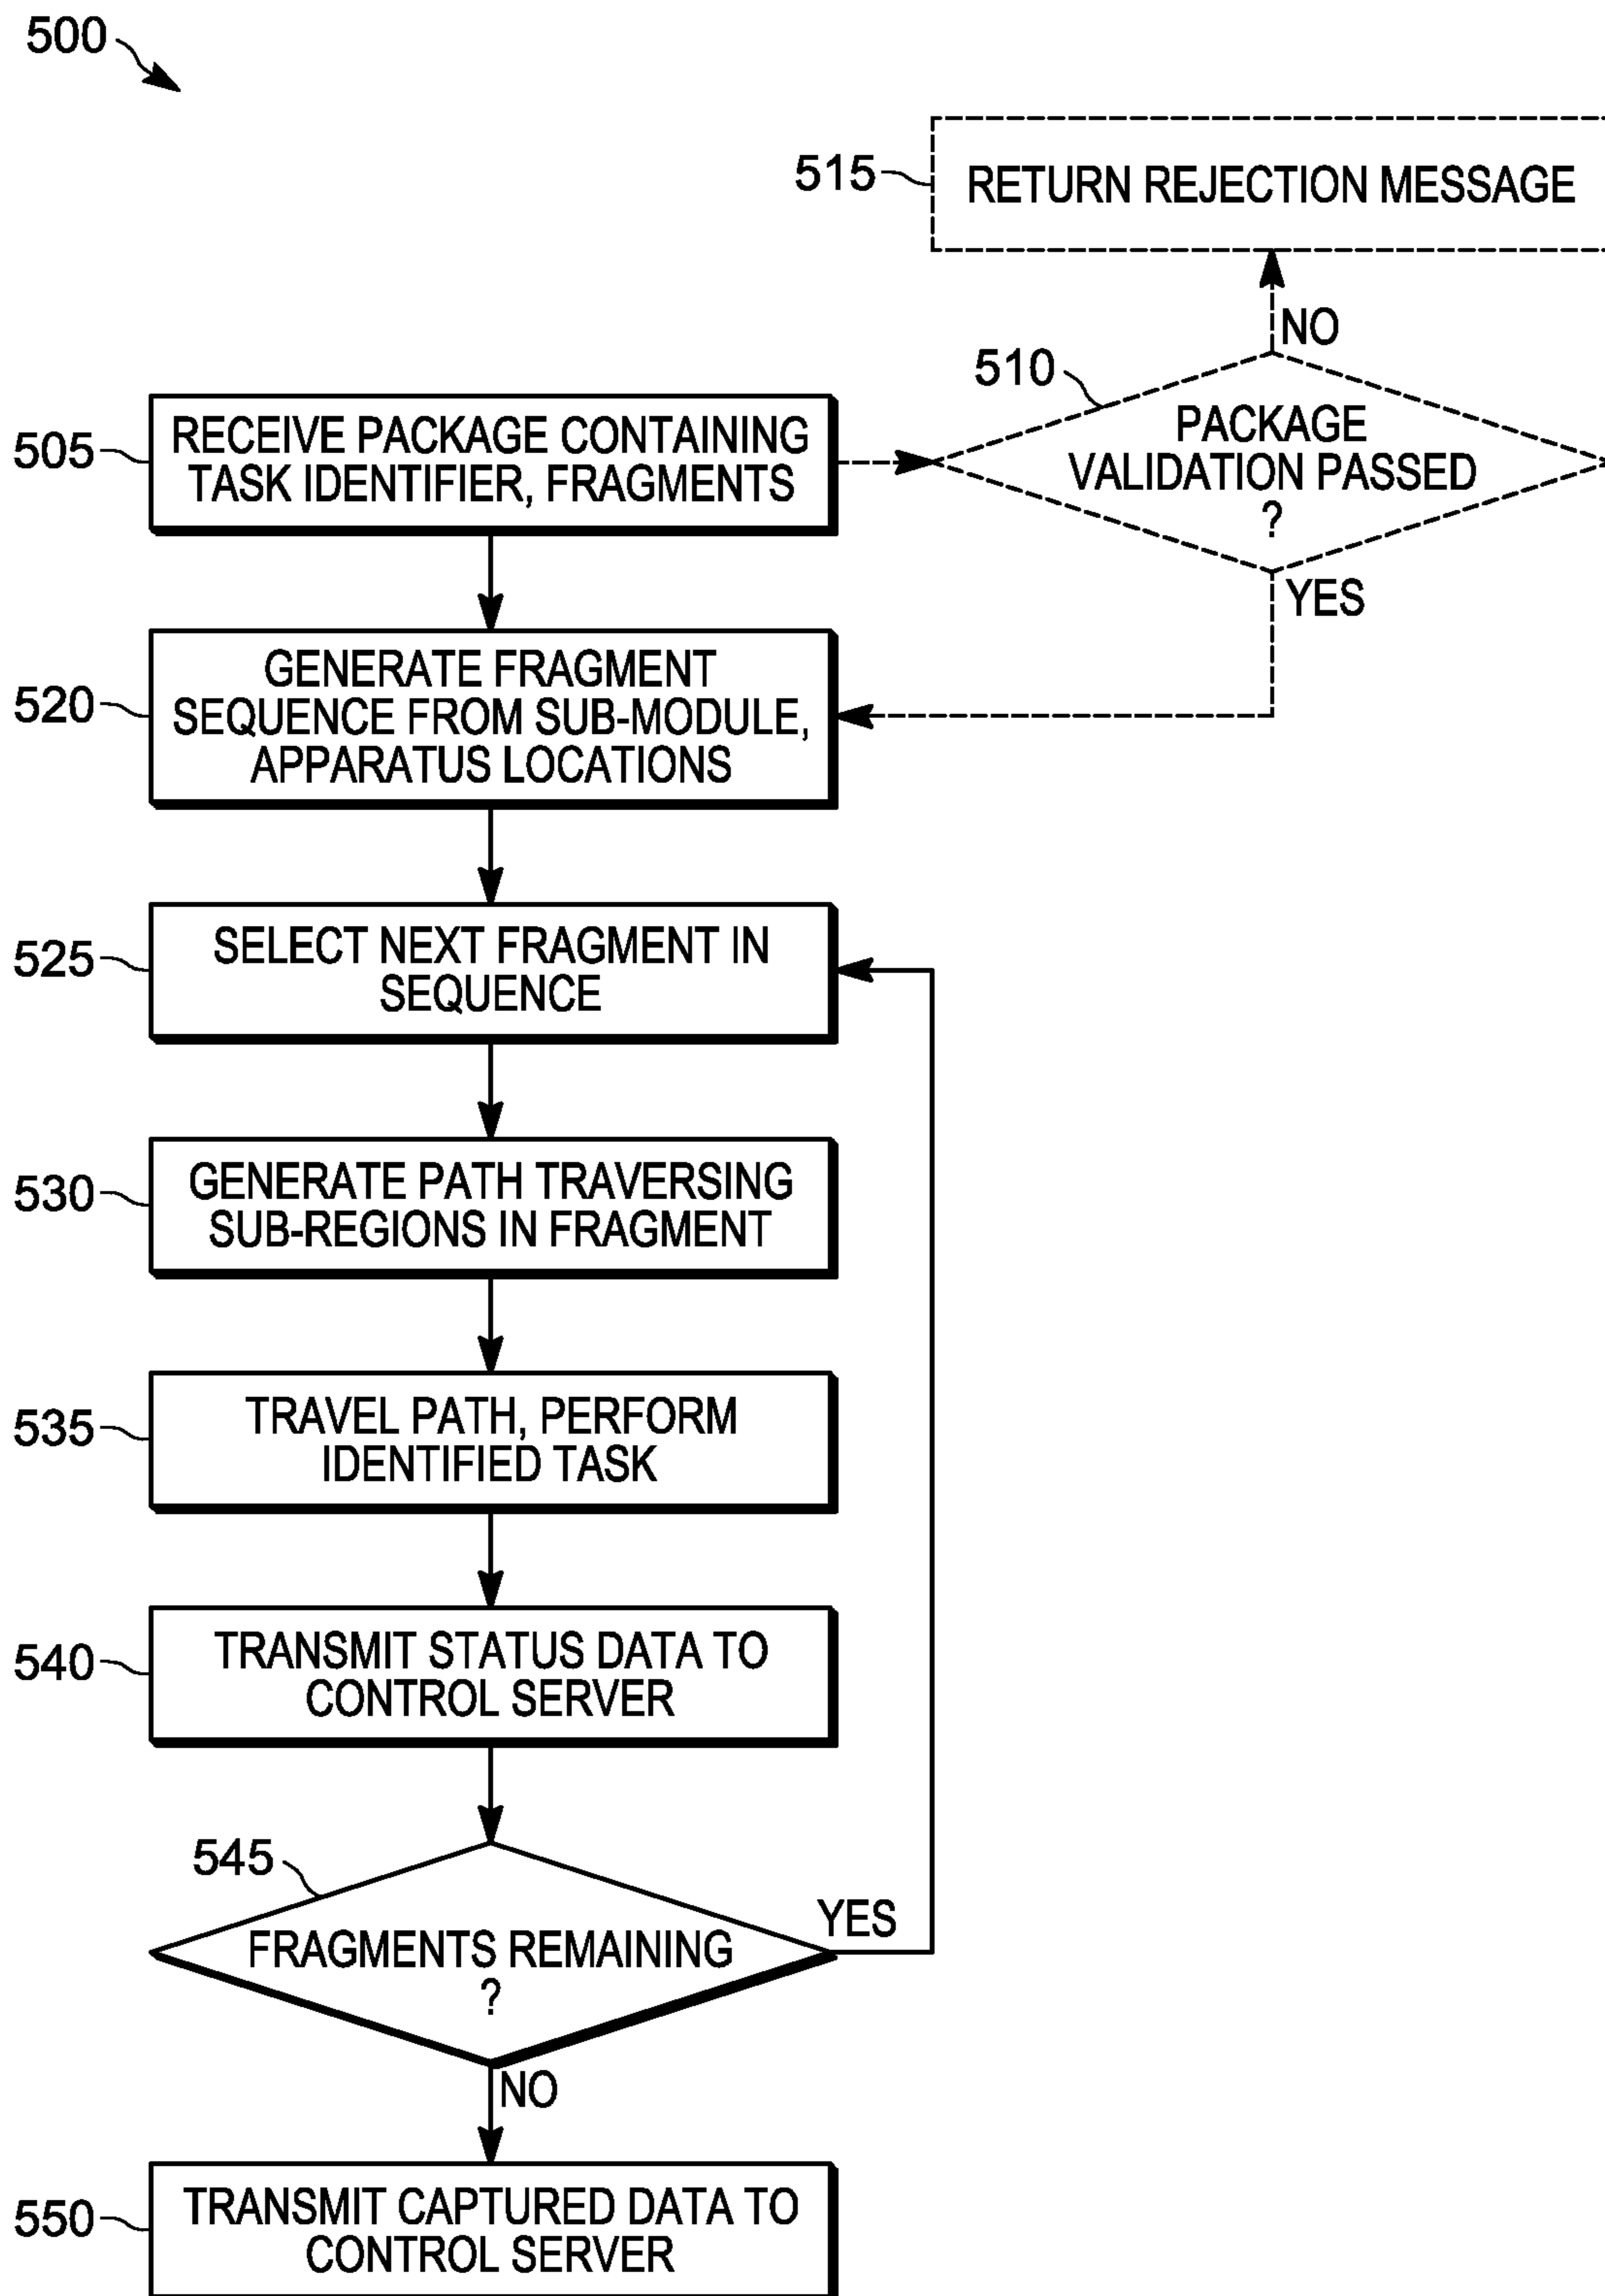 500
515
RETURN REJECTION MESSAGE
NO
510
PACKAGE
VALIDATION PASSED
?
YES
505
RECEIVE PACKAGE CONTAINING
TASK IDENTIFIER, FRAGMENTS
520
GENERATE FRAGMENT
SEQUENCE FROM SUB-MODULE,
APPARATUS LOCATIONS
525
SELECT NEXT FRAGMENT IN
SEQUENCE
530
GENERATE PATH TRAVERSING
SUB-REGIONS IN FRAGMENT
535
TRAVEL PATH, PERFORM
IDENTIFIED TASK
540
TRANSMIT STATUS DATA TO
CONTROL SERVER
545
FRAGMENTS REMAINING
?
YES
NO
550
TRANSMIT CAPTURED DATA TO
CONTROL SERVER